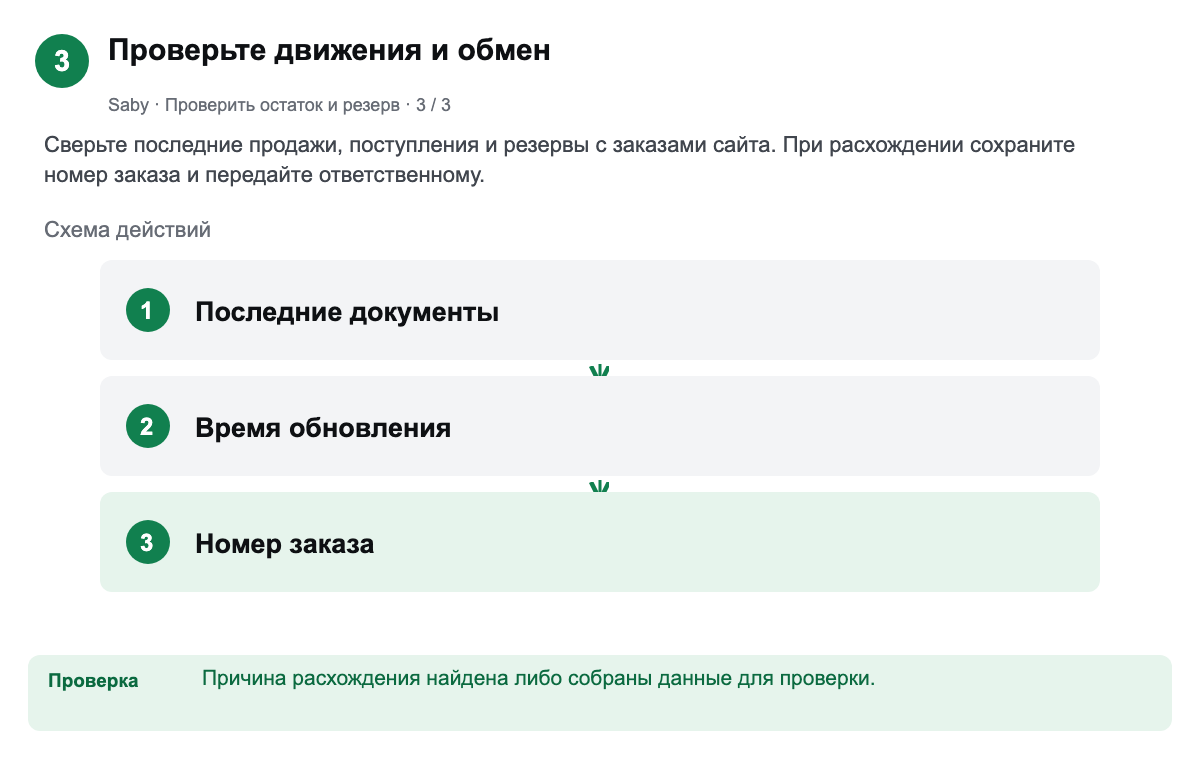 3
Проверьте движения и обмен
Saby · Проверить остаток и резерв · 3 / 3
Сверьте последние продажи, поступления и резервы с заказами сайта. При расхождении сохраните
номер заказа и передайте ответственному.
Схема действий
1 Последние документы
2 Время обновления
3 Номер заказа
Проверка Причина расхождения найдена либо собраны данные для проверки.